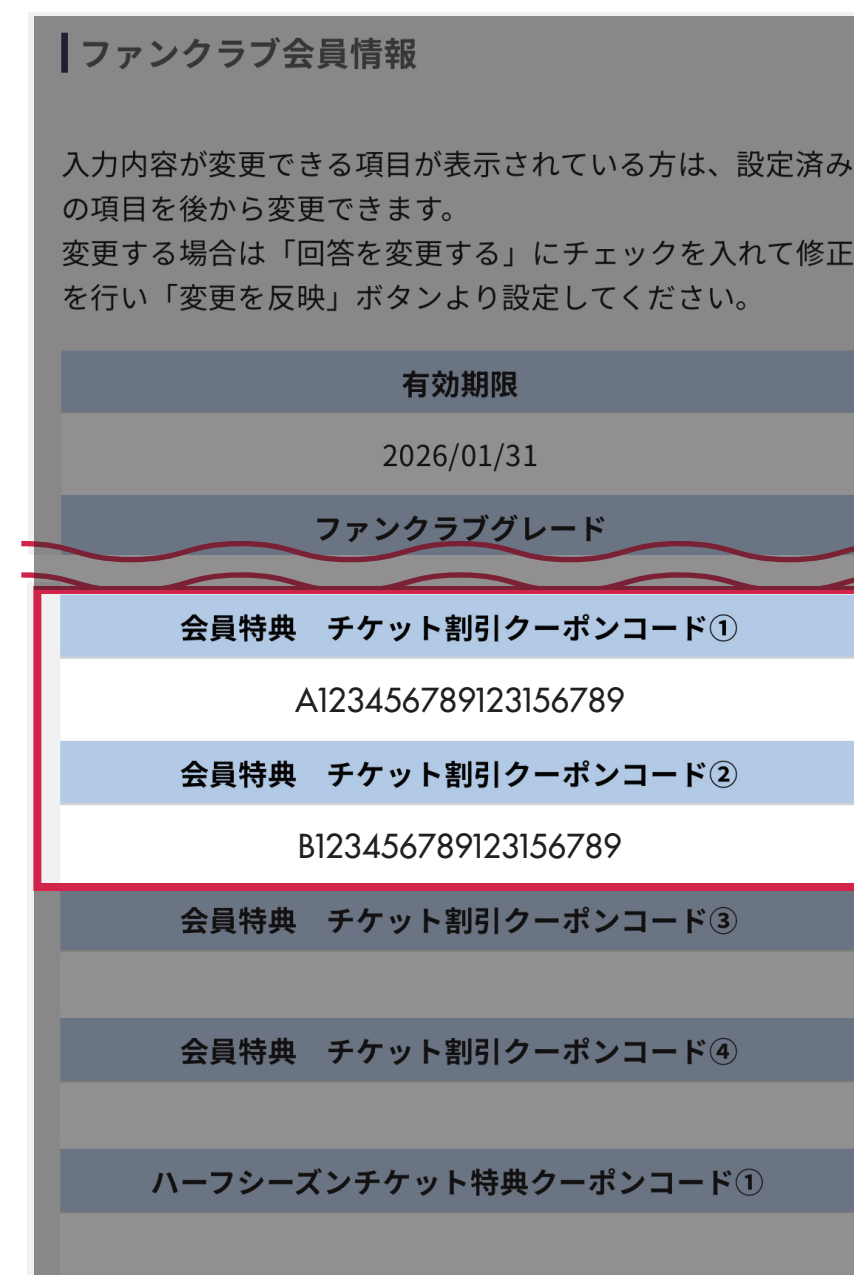 ファンクラブ会員情報
入力内容が変更できる項目が表示されている方は、設定済み
の項目を後から変更できます。
変更する場合は「回答を変更する」にチェックを入れて修正
を行い「変更を反映」ボタンより設定してください。
有効期限
2026/01/31
ファンクラブグレード
会員特典　チケット割引クーポンコード①
A123456789123156789
会員特典　チケット割引クーポンコード②
B123456789123156789
会員特典　チケット割引クーポンコード③
会員特典　チケット割引クーポンコード④
ハーフシーズンチケット特典クーポンコード①